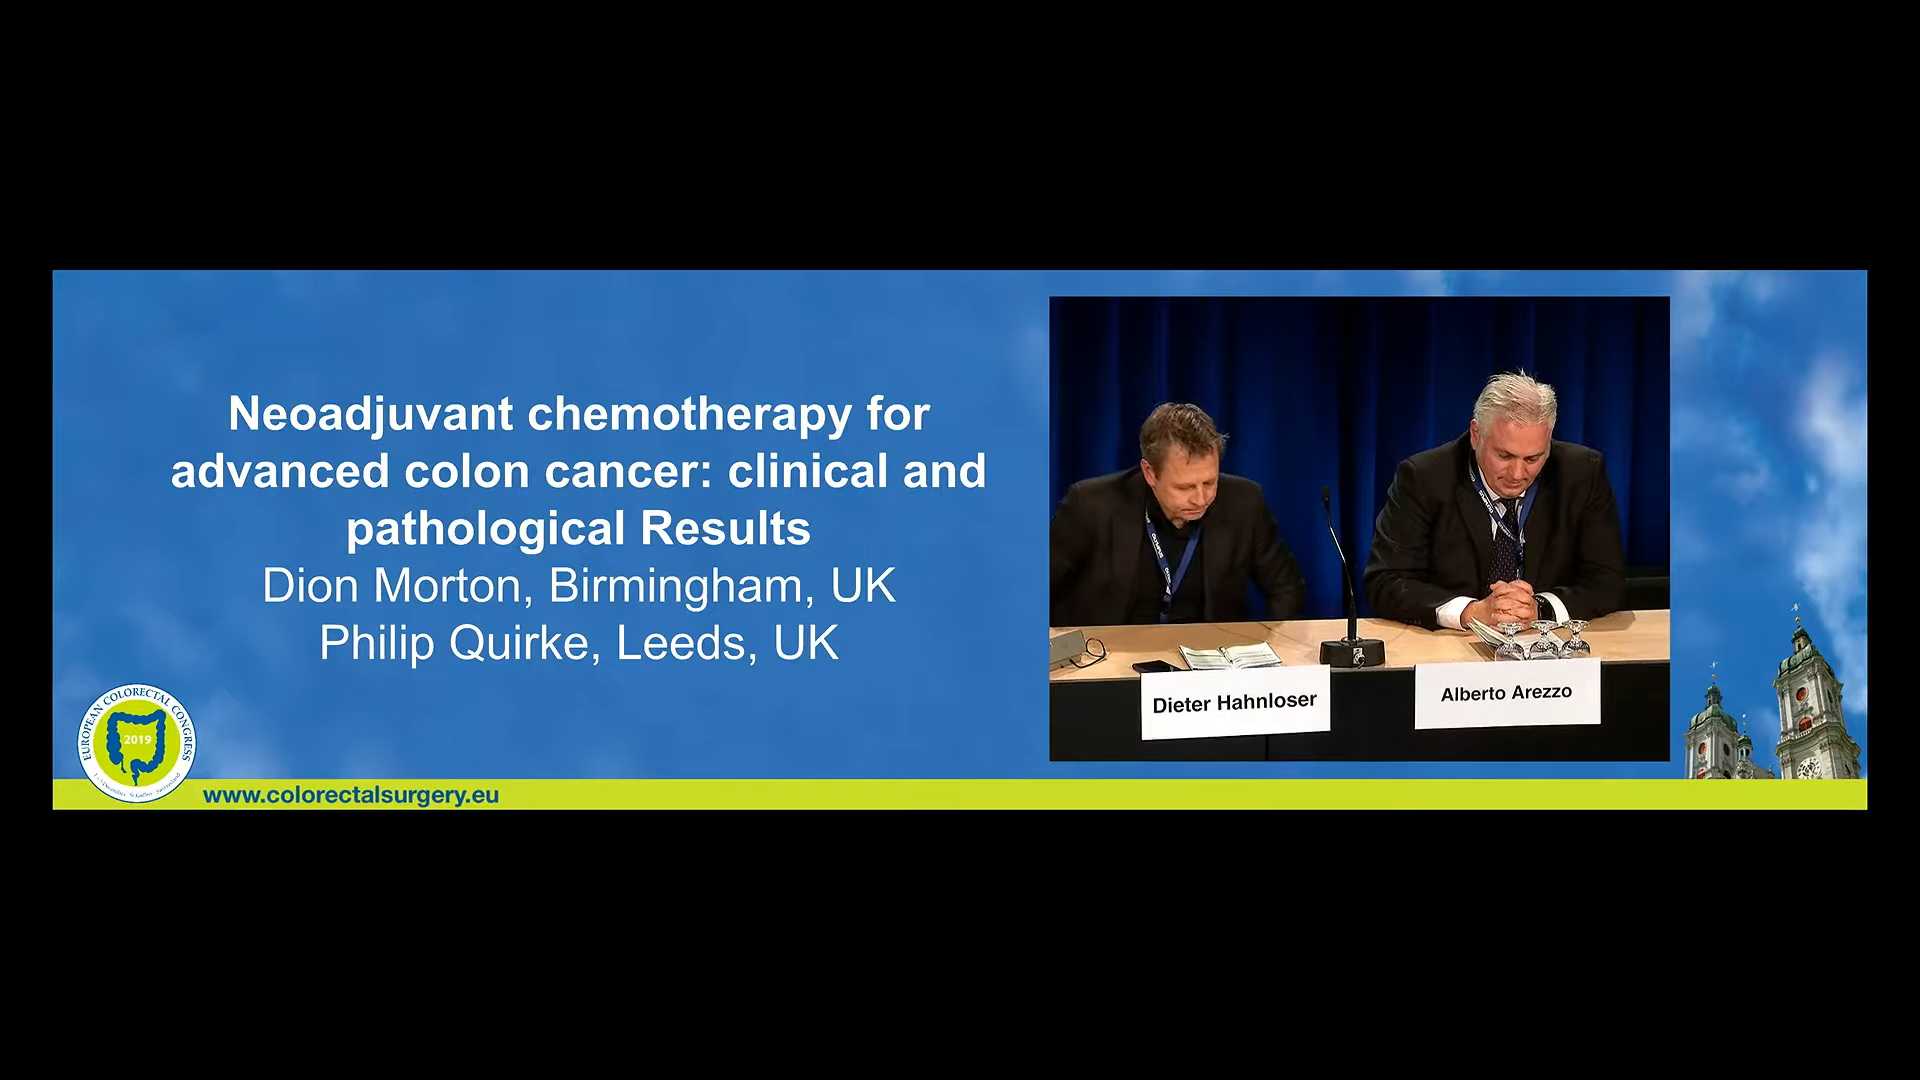 Neoadjuvant chemotherapy for
advanced colon cancer: clinical and
pathological Results
Dion Morton, Birmingham, UK
Philip Quirke, Leeds, UK
Dieter Hahnloser
Alberto Arezzo
EUROPEAN COLORECTAL CONGRESS
2019
www.colorectalsurgery.eu